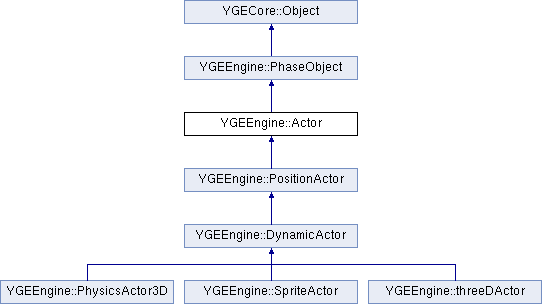 YGECore::Object
YGEEngine::PhaseObject
YGEEngine::Actor
YGEEngine::PositionActor
YGEEngine::DynamicActor
YGEEngine::PhysicsActor3D
YGEEngine::SpriteActor
YGEEngine::threeDActor